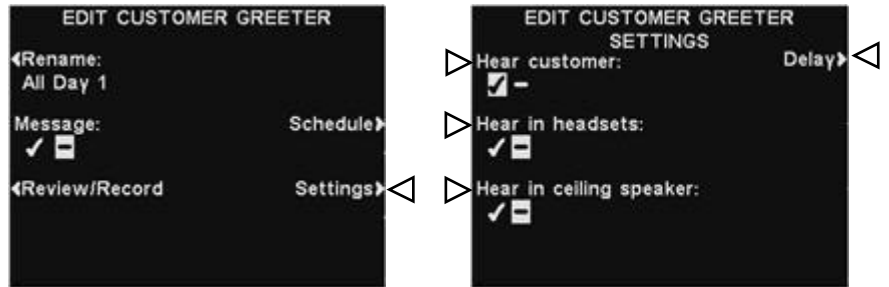 EDIT CUSTOMER GREETER
Rename:
All Day 1
Message:
Schedule
✓ –
Review/Record
Settings
EDIT CUSTOMER GREETER
SETTINGS
Hear customer:
Delay
✓ –
Hear in headsets:
✓ –
Hear in ceiling speaker:
✓ –